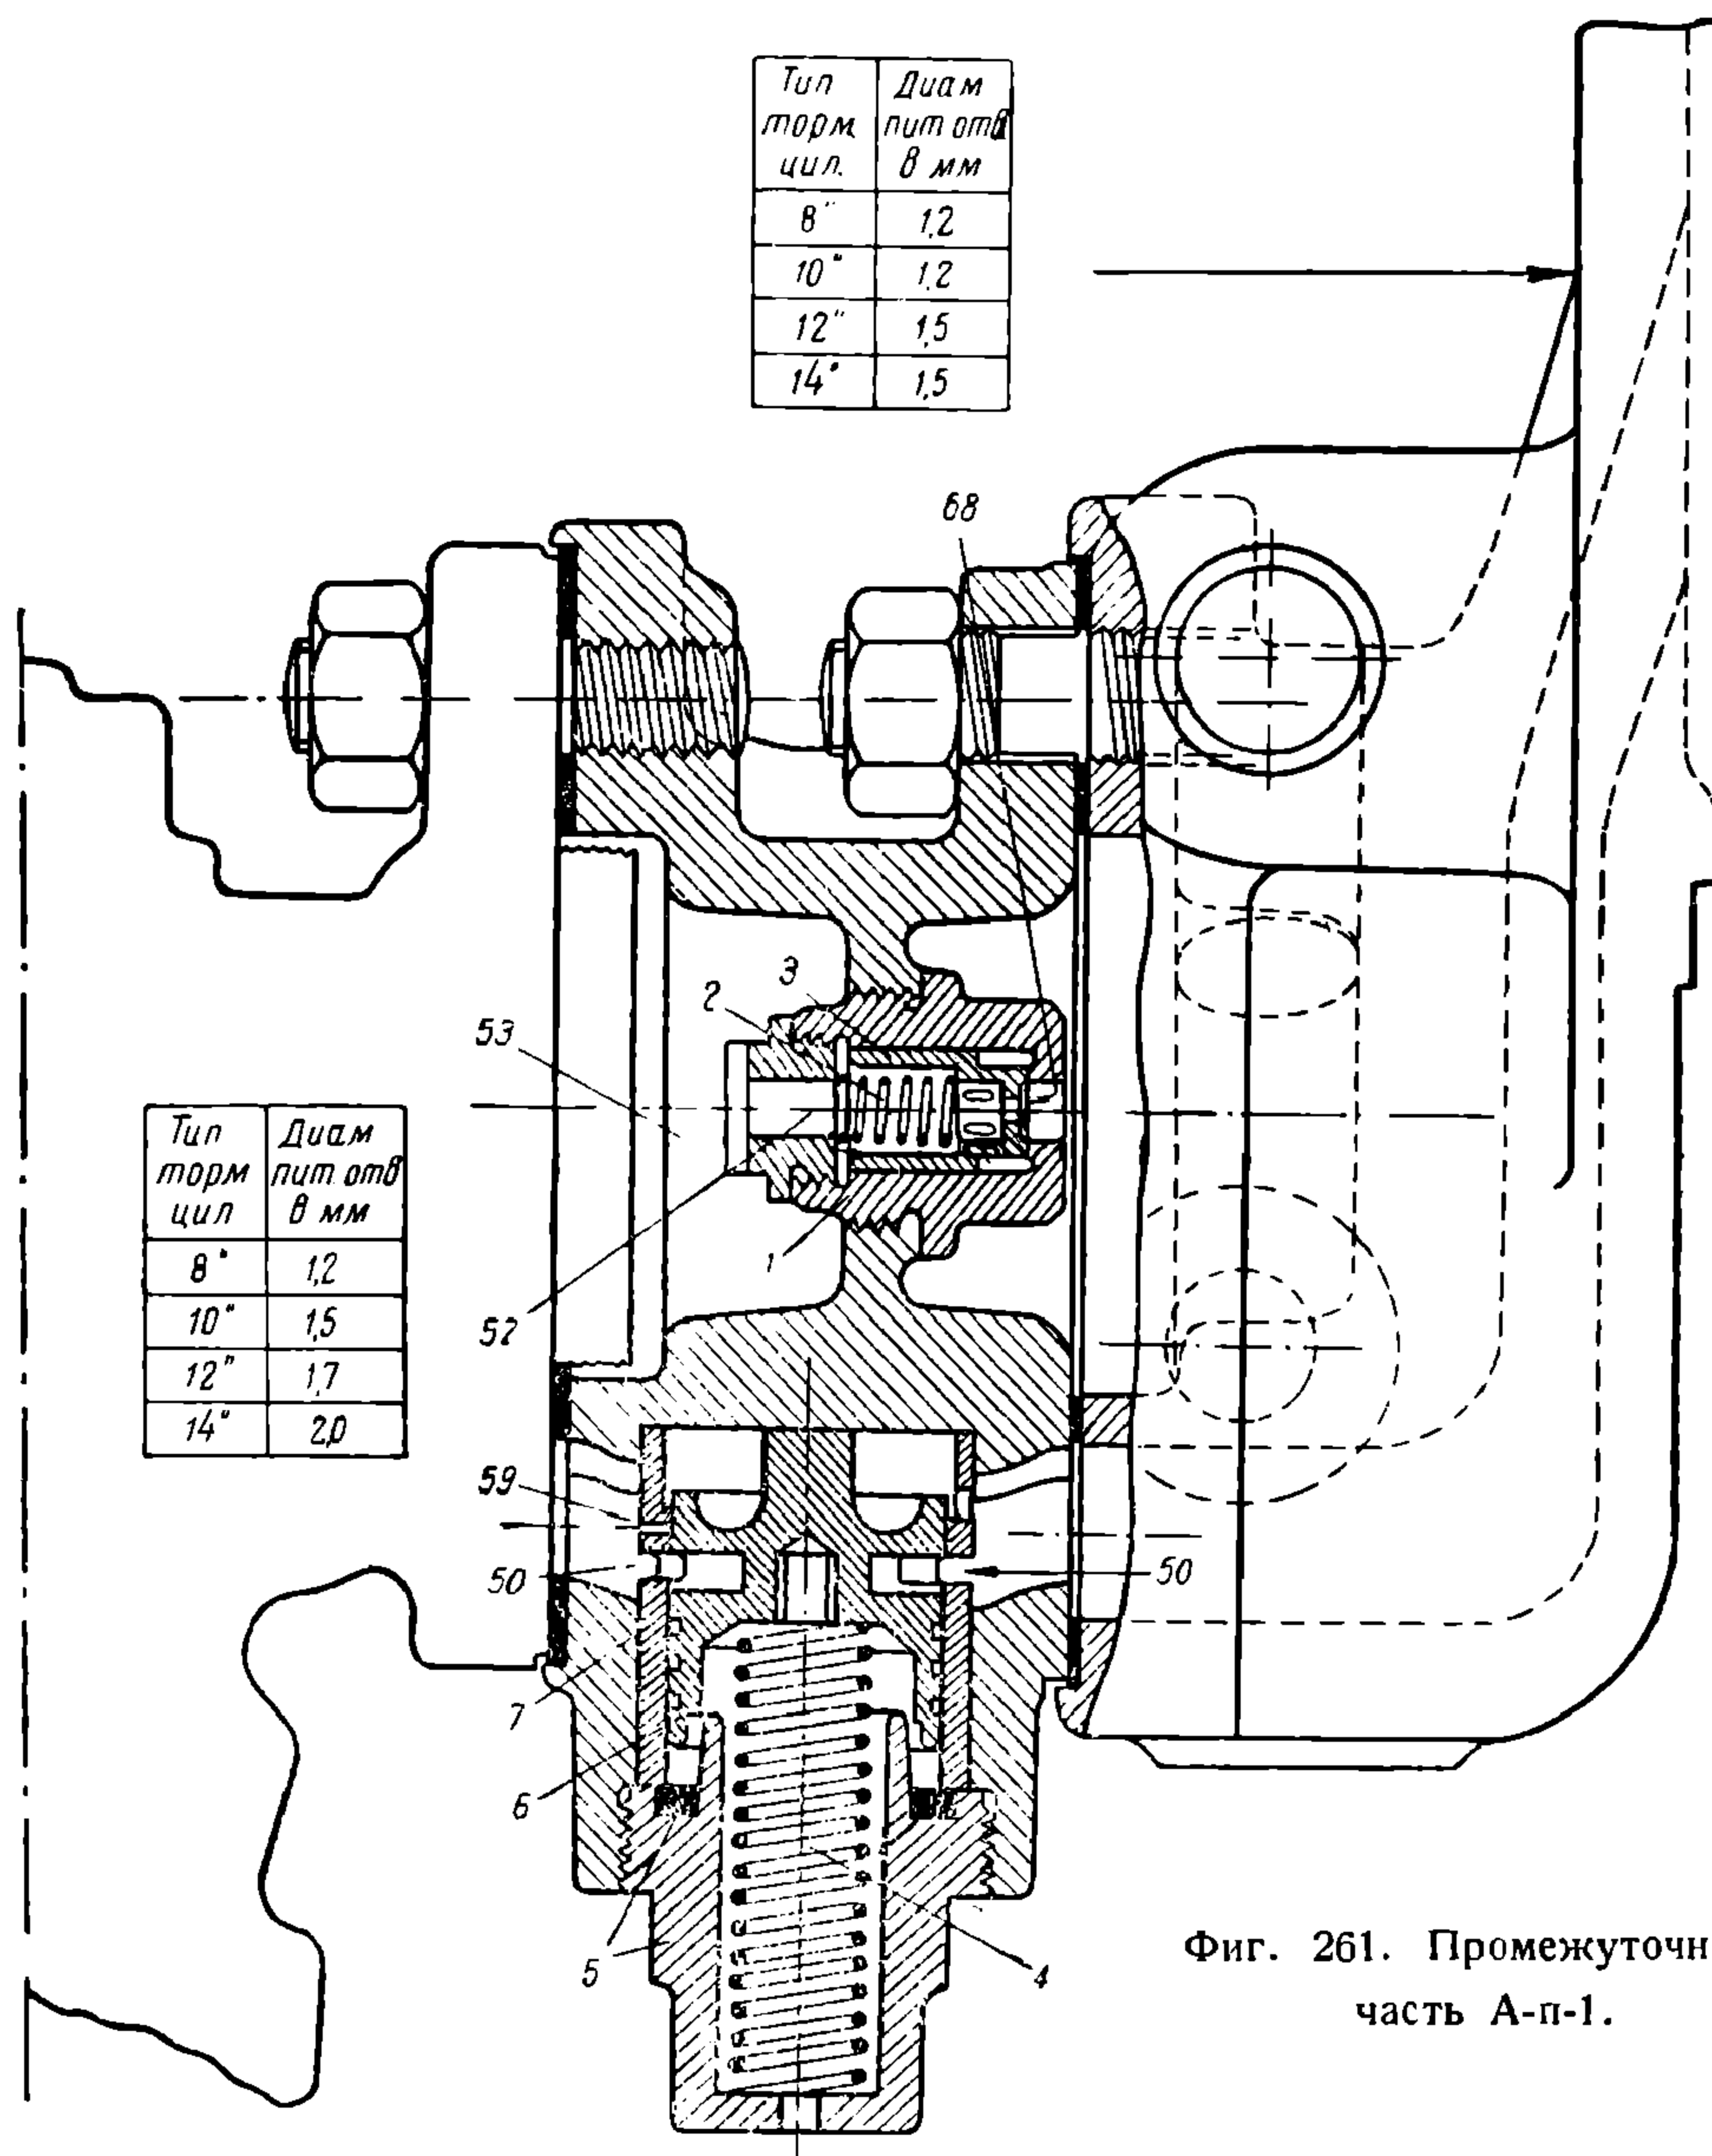 Тип Диам
торм. пит отв
цил. в мм
8" 1,2
10" 1,2
12" 1,5
14" 1,5
68
3
2
53
Тип Диам
торм пит. отв
цил в мм
8" 1,2
10" 1,5
12" 1,7
14" 2,0
1
52
59
50
50
7
6
5
4
Фиг. 261. Промежуточн
часть А-п-1.